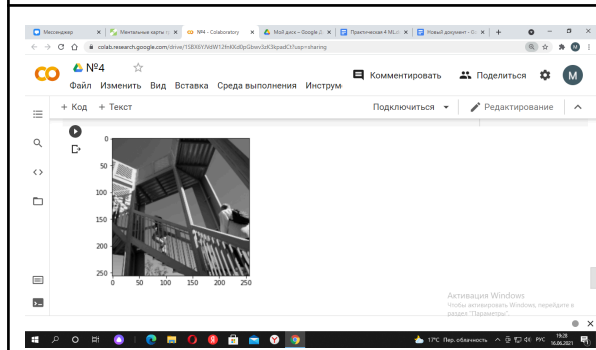 Мессенджер
Ментальные карты
№4 - Colaboratory
Мой диск – Google
Практическая 4 ML
Новый документ - G
colab.research.google.com/drive/
?usp=sharing
№4
Файл Изменить Вид Вставка Среда выполнения Инструм
Комментировать
Поделиться
M
+ Код + Текст
Подключиться
Редактирование
0
50
100
150
200
250
0 50 100 150 200 250
Активация Windows
Чтобы активировать Windows, перейдите в
раздел "Параметры".
17°C Пер. облачность
РУС
19:28
16.06.2021